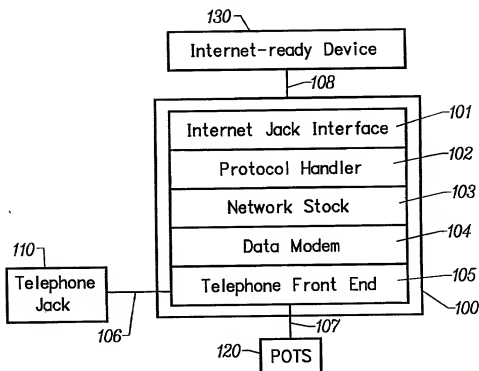 130
Internet-ready Device
108
Internet Jack Interface
101
Protocol Handler
102
Network Stock
103
Data Modem
104
Telephone Front End
105
110
Telephone
Jack
106
107
100
120
POTS